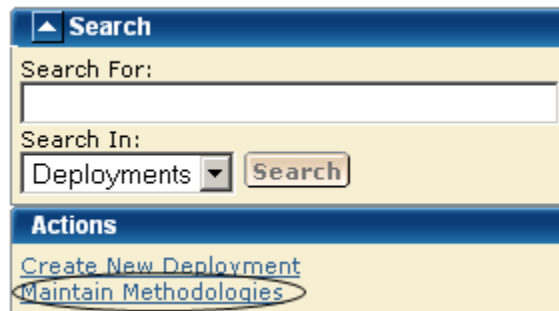 Search
Search For:
Search In:
Deployments Search
Actions
Create New Deployment
Maintain Methodologies